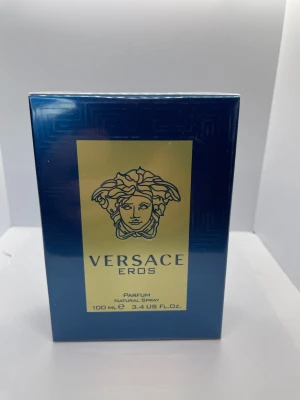 VERSACE
EROS
PARFUM
NATURAL SPRAY
100 ML ℮ 3.4 US FL.OZ.